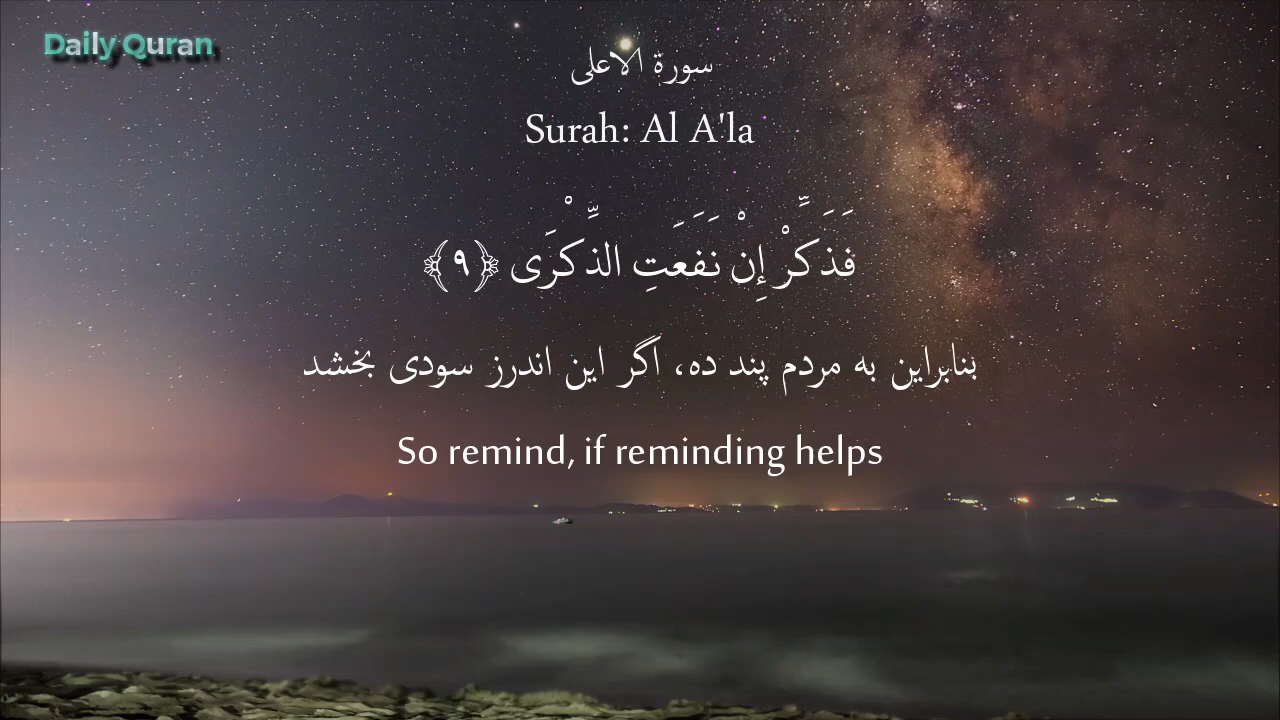 Daily Quran
سورة الاعلى
Surah: Al A'la
فَذَكِّرْ إِنْ نَفَعَتِ الذِّكْرَى ﴿۹﴾
بنابراین به مردم پند ده، اگر این اندرز سودی بخشد
So remind, if reminding helps